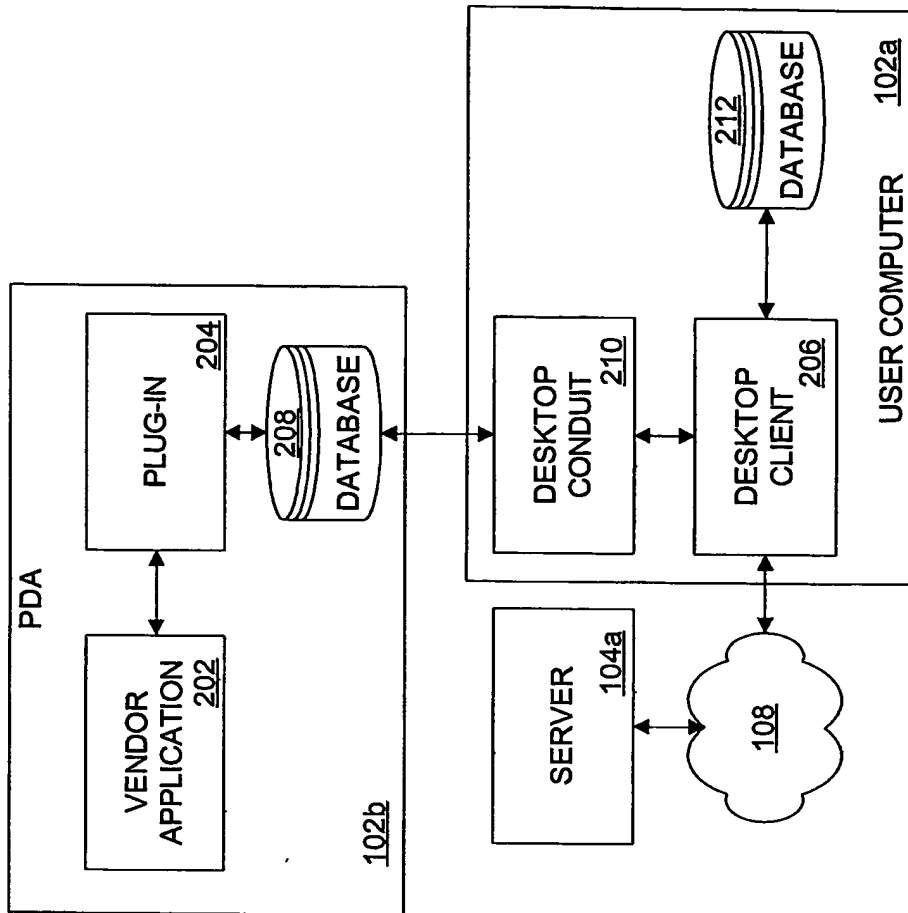 PDA
VENDOR
APPLICATION
202
PLUG-IN
204
208
DATABASE
102b
SERVER
104a
108
DESKTOP
CONDUIT
210
DESKTOP
CLIENT
206
212
DATABASE
USER COMPUTER
102a